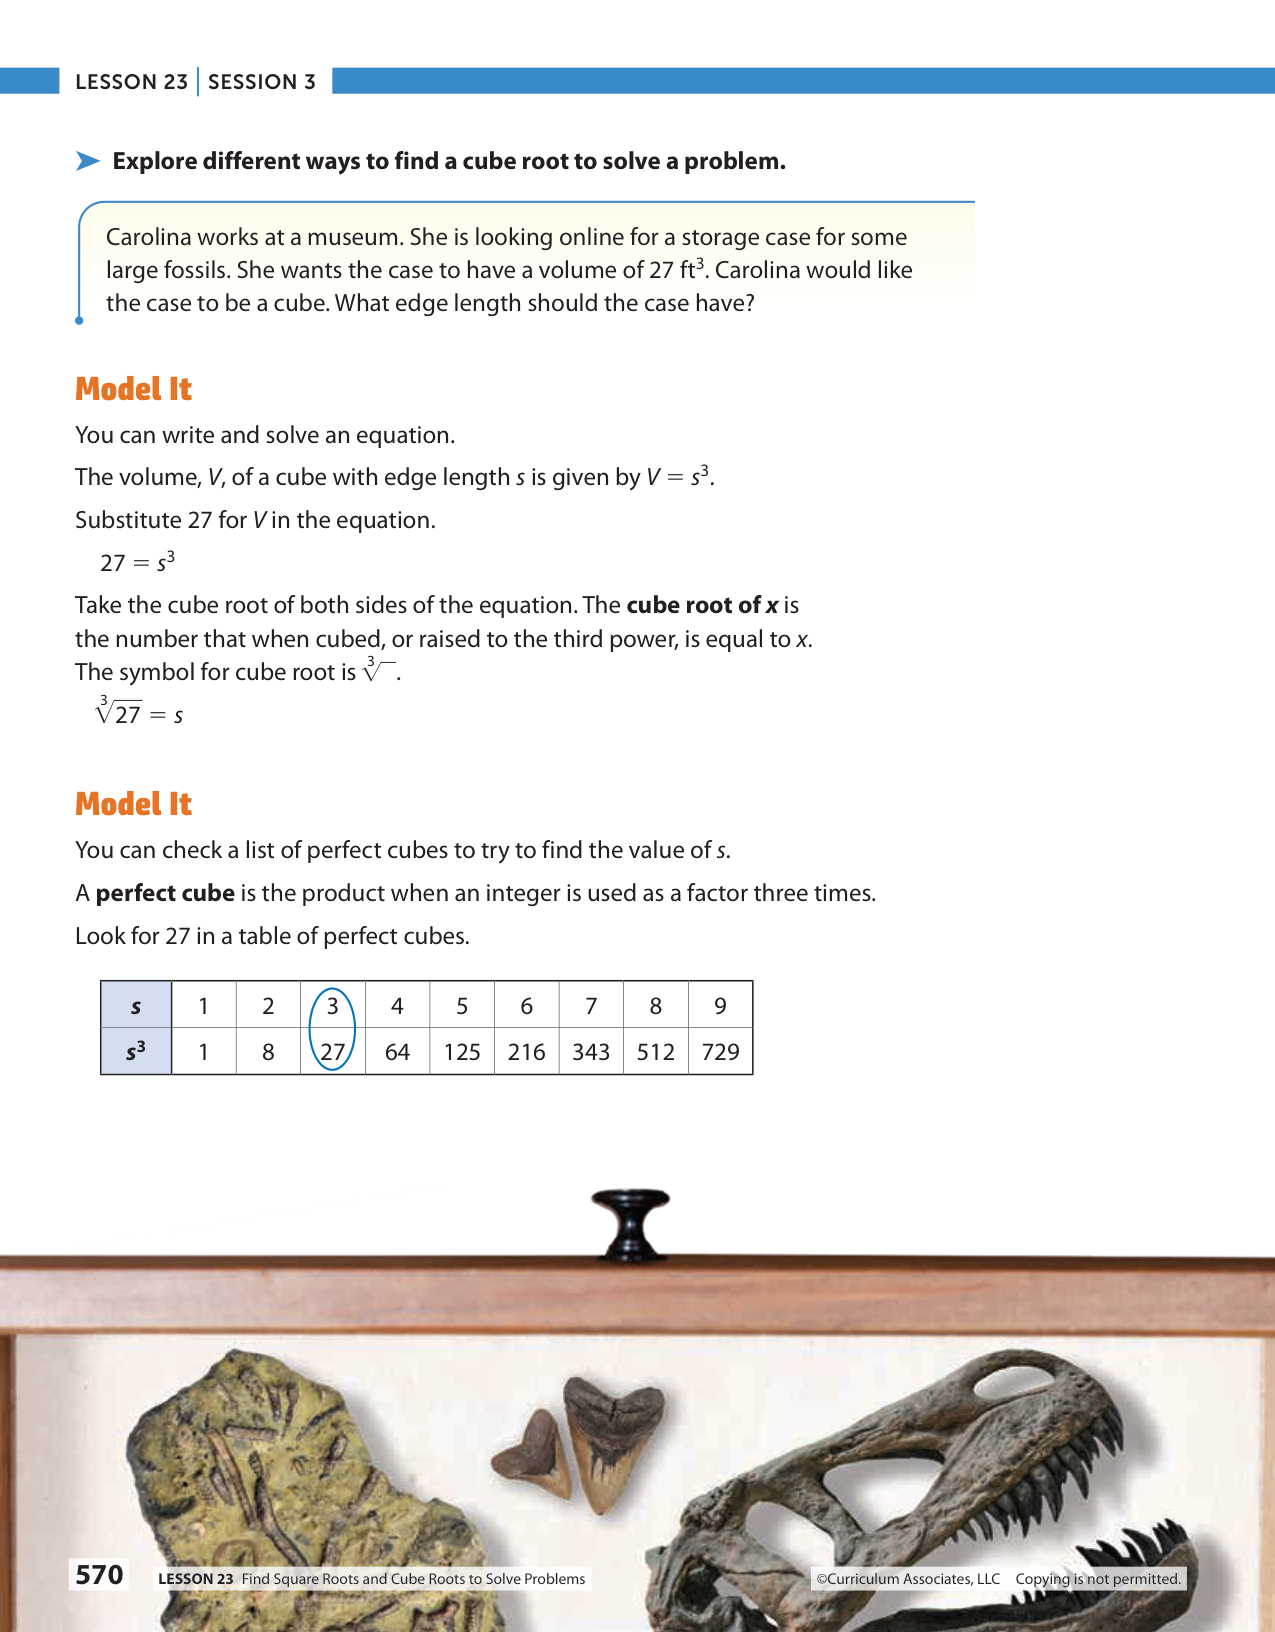 LESSON 23 | SESSION 3
➤ Explore different ways to find a cube root to solve a problem.
Carolina works at a museum. She is looking online for a storage case for some
large fossils. She wants the case to have a volume of 27 ft³. Carolina would like
the case to be a cube. What edge length should the case have?
Model It
You can write and solve an equation.
The volume, V, of a cube with edge length s is given by V = s³.
Substitute 27 for V in the equation.
27 = s³
Take the cube root of both sides of the equation. The cube root of x is
the number that when cubed, or raised to the third power, is equal to x.
The symbol for cube root is ∛ .
∛27 = s
Model It
You can check a list of perfect cubes to try to find the value of s.
A perfect cube is the product when an integer is used as a factor three times.
Look for 27 in a table of perfect cubes.
s 1 2 3 4 5 6 7 8 9
s³ 1 8 27 64 125 216 343 512 729
570 LESSON 23 Find Square Roots and Cube Roots to Solve Problems ©Curriculum Associates, LLC Copying is not permitted.